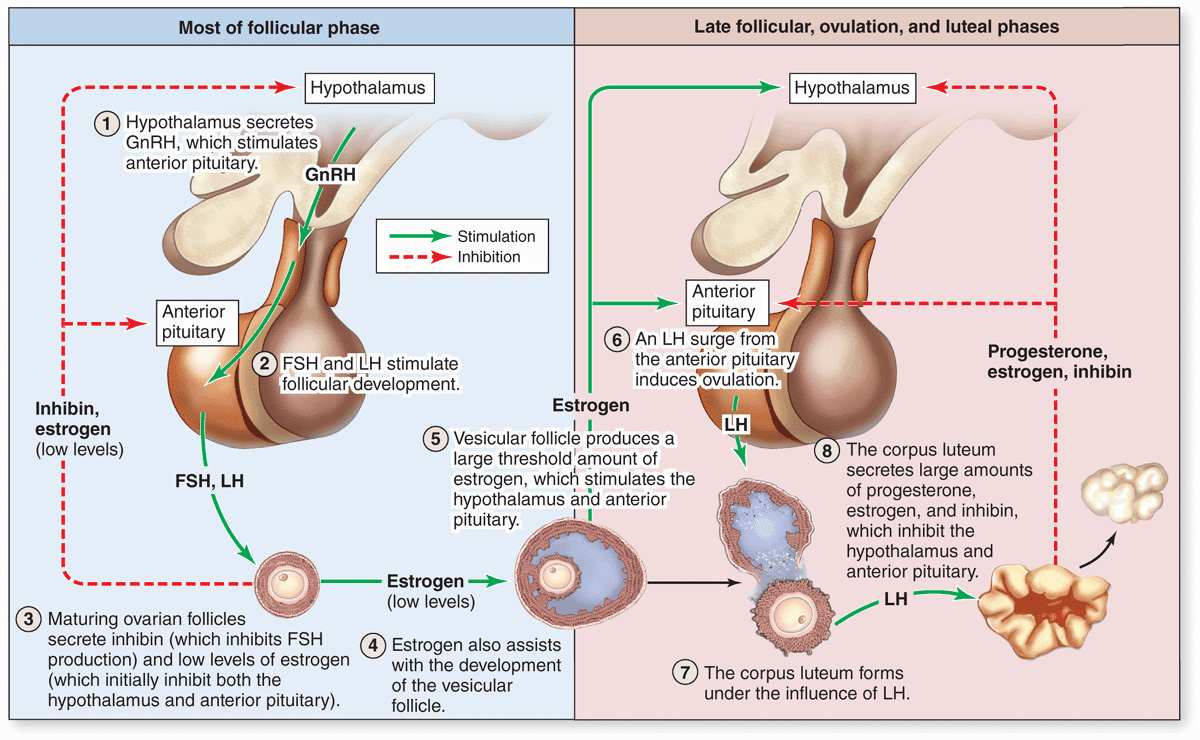 Most of follicular phase
Late follicular, ovulation, and luteal phases
Hypothalamus
1
Hypothalamus secretes
GnRH, which stimulates
anterior pituitary.
GnRH
Stimulation
Inhibition
Anterior
pituitary
2
FSH and LH stimulate
follicular development.
Inhibin,
estrogen
(low levels)
FSH, LH
3
Maturing ovarian follicles
secrete inhibin (which inhibits FSH
production) and low levels of estrogen
(which initially inhibit both the
hypothalamus and anterior pituitary).
Estrogen
(low levels)
4
Estrogen also assists
with the development
of the vesicular
follicle.
5
Vesicular follicle produces a
large threshold amount of
estrogen, which stimulates the
hypothalamus and anterior
pituitary.
Estrogen
Hypothalamus
Anterior
pituitary
6
An LH surge from
the anterior pituitary
induces ovulation.
LH
7
The corpus luteum forms
under the influence of LH.
LH
8
The corpus luteum
secretes large amounts
of progesterone,
estrogen, and inhibin,
which inhibit the
hypothalamus and
anterior pituitary.
Progesterone,
estrogen, inhibin